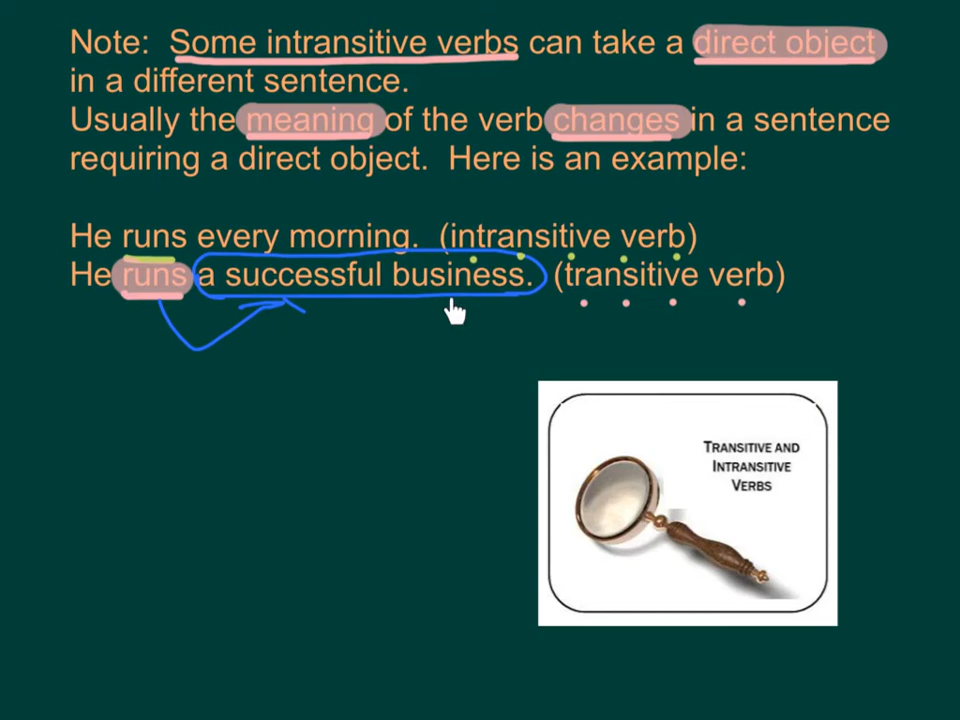 Note:  Some intransitive verbs can take a direct object
in a different sentence.
Usually the meaning of the verb changes in a sentence
requiring a direct object.  Here is an example:
He runs every morning.  (intransitive verb)
He runs a successful business.  (transitive verb)
TRANSITIVE AND
INTRANSITIVE
VERBS